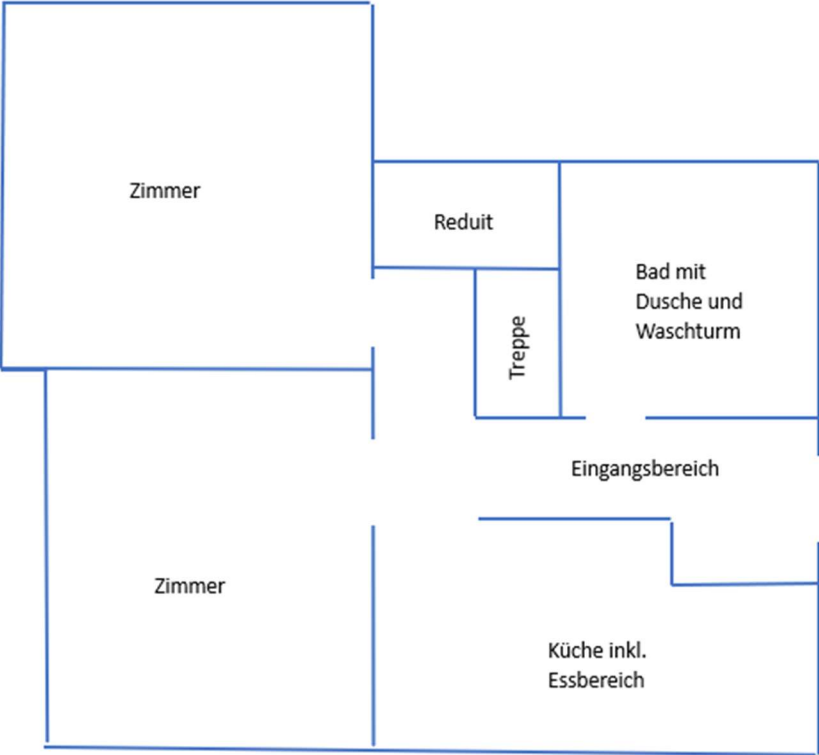 Zimmer
Reduit
Bad mit
Dusche und
Waschturm
Treppe
Eingangsbereich
Zimmer
Küche inkl.
Essbereich